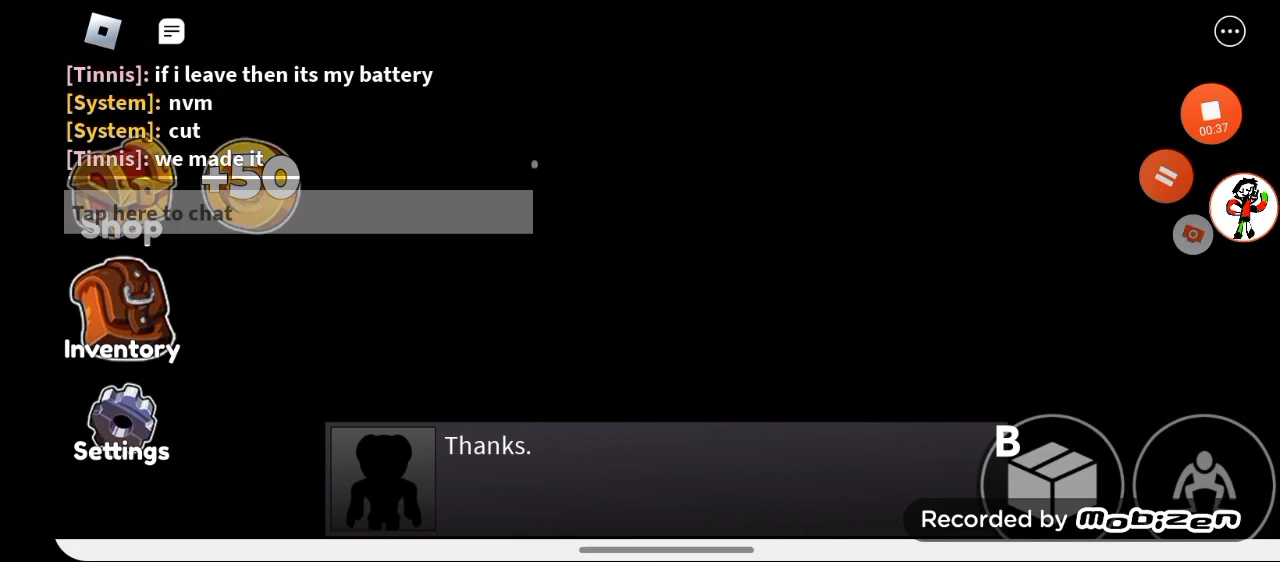 [Tinnis]: if i leave then its my battery
[System]: nvm
[System]: cut
[Tinnis]: we made it
+50
Tap here to chat
Shop
00:37
Inventory
Settings
Thanks.
B
Recorded by mobizen